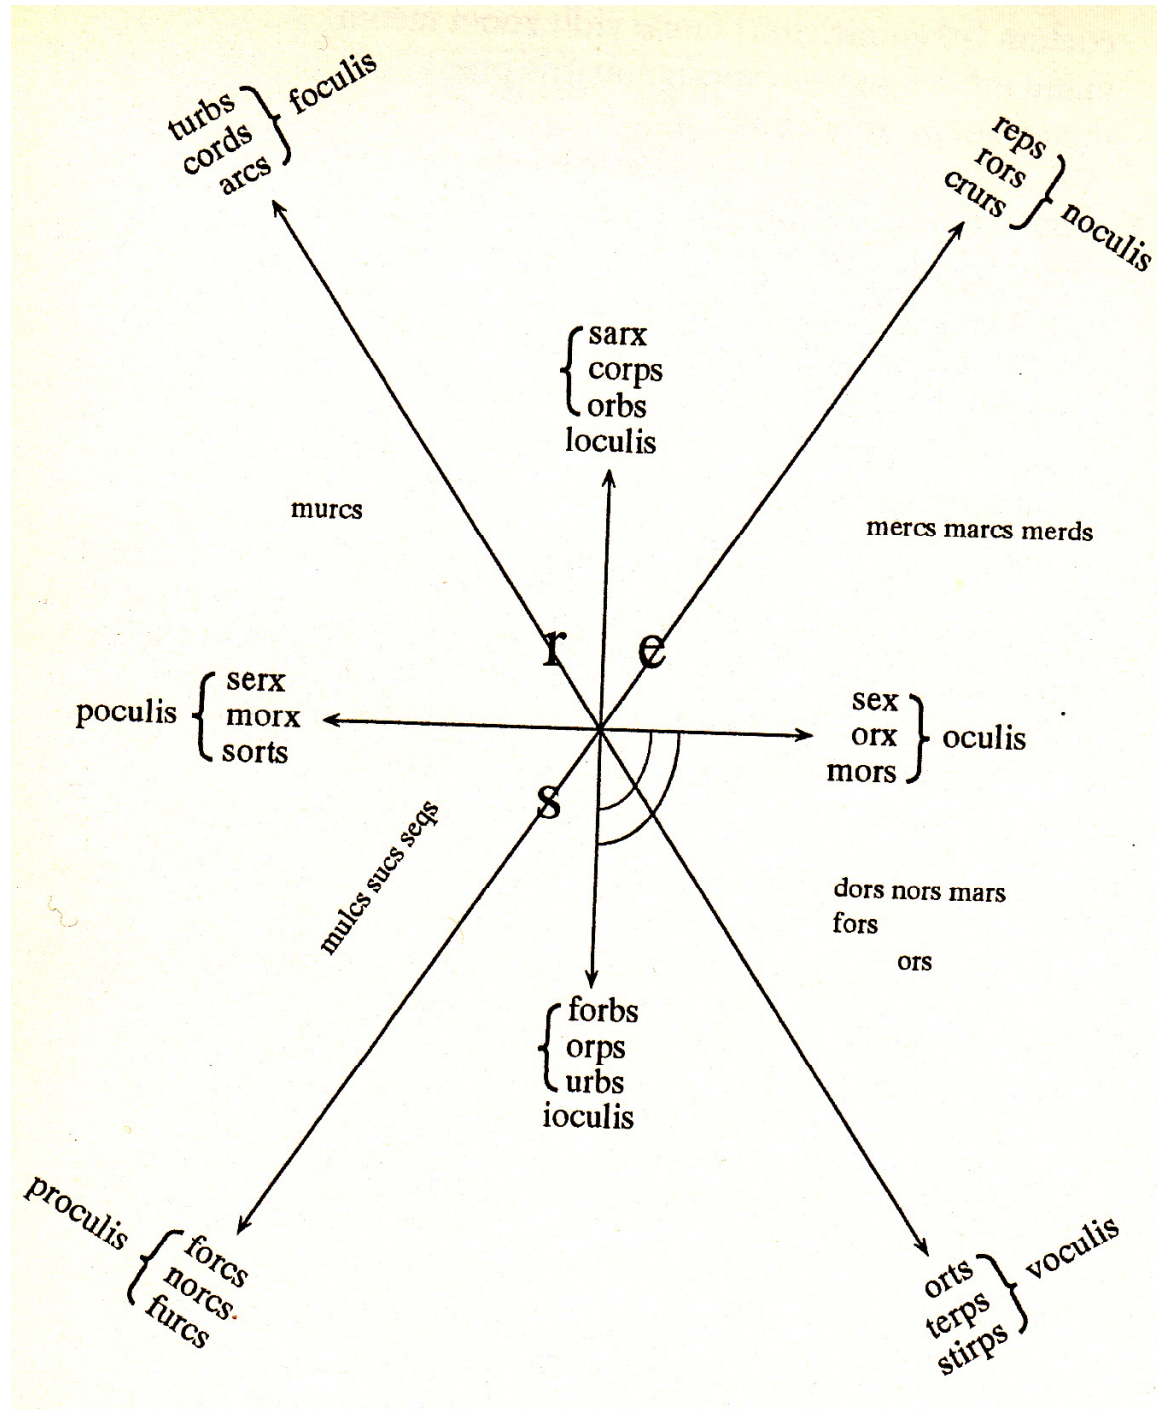 turbs
cords
arcs
foculis
reps
rors
crurs
noculis
sarx
corps
orbs
loculis
murcs
mercs marcs merds
r
e
poculis
serx
morx
sorts
sex
orx
mors
oculis
s
mulcs sucs seqs
dors nors mars
fors
ors
forbs
orps
urbs
ioculis
proculis
forcs
norcs
furcs
orts
terps
stirps
voculis